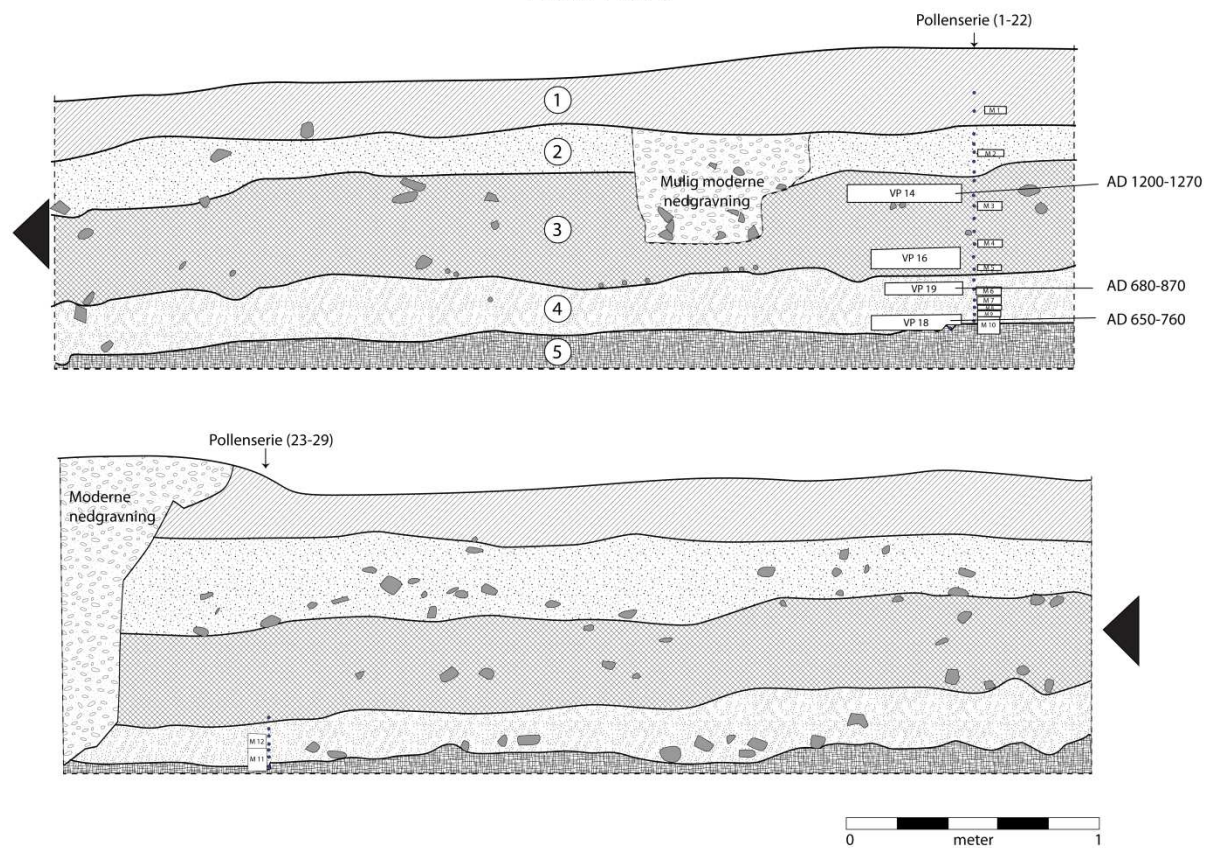 Pollenserie (1-22)
1
M 1
2
M 2
Mulig moderne
nedgravning
VP 14
AD 1200-1270
M 3
3
M 4
VP 16
M 5
VP 19
AD 680-870
M 6
M 7
4
M 8
M 9
VP 18
AD 650-760
M 10
5
Pollenserie (23-29)
Moderne
nedgravning
M 12
M 11
0
meter
1